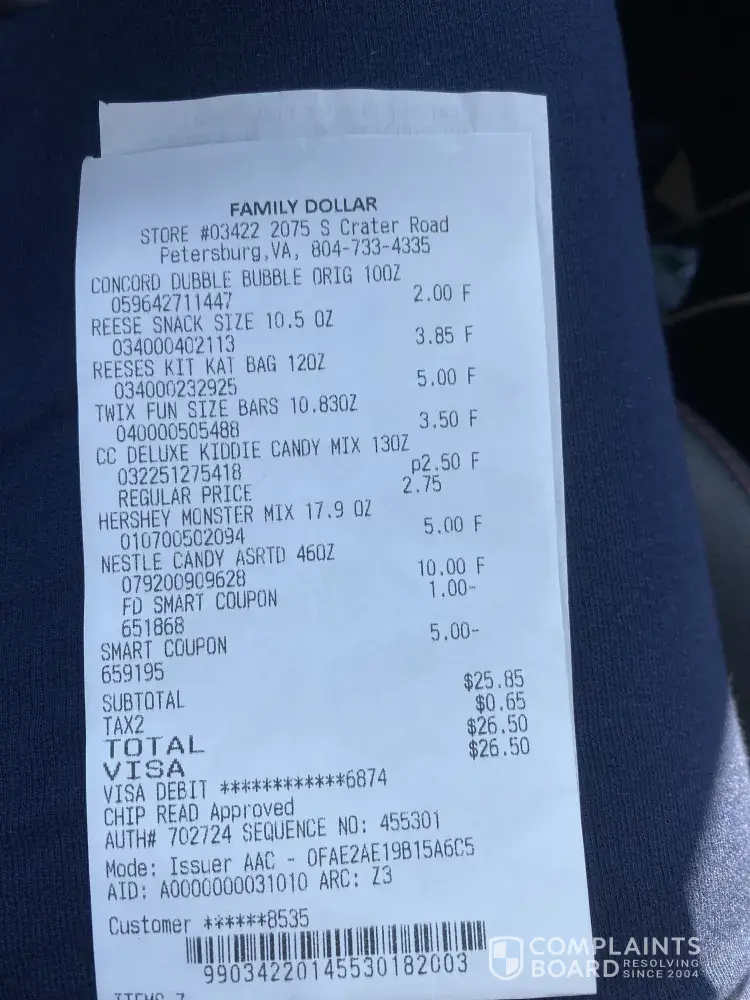 FAMILY DOLLAR
STORE #03422 2075 S Crater Road
Petersburg,VA, 804-733-4335
CONCORD DUBBLE BUBBLE ORIG 10OZ
059642711447 2.00 F
REESE SNACK SIZE 10.5 OZ
034000402113 3.85 F
REESES KIT KAT BAG 12OZ
034000232925 5.00 F
TWIX FUN SIZE BARS 10.83OZ
040000505488 3.50 F
CC DELUXE KIDDIE CANDY MIX 13OZ
032251275418 p2.50 F
REGULAR PRICE 2.75
HERSHEY MONSTER MIX 17.9 OZ
010700502094 5.00 F
NESTLE CANDY ASRTD 46OZ
079200909628 10.00 F
FD SMART COUPON 1.00-
651868
SMART COUPON 5.00-
659195
SUBTOTAL $25.85
TAX2 $0.65
TOTAL $26.50
VISA $26.50
VISA DEBIT ************6874
CHIP READ Approved
AUTH# 702724 SEQUENCE NO: 455301
Mode: Issuer AAC - 0FAE2AE19B15A6C5
AID: A0000000031010 ARC: Z3
Customer ******8535
99034220145530182003
ITEMS 7
COMPLAINTS
BOARD RESOLVING
SINCE 2004